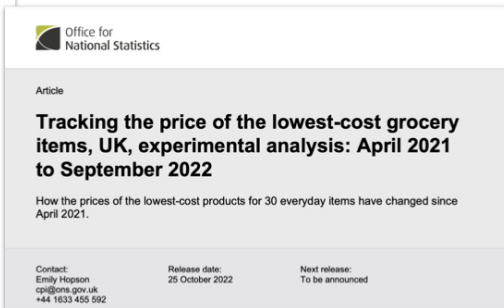 Office for
National Statistics
Article
Tracking the price of the lowest-cost grocery
items, UK, experimental analysis: April 2021
to September 2022
How the prices of the lowest-cost products for 30 everyday items have changed since
April 2021.
Contact:
Emily Hopson
cpi@ons.gov.uk
+44 1633 455 592
Release date:
25 October 2022
Next release:
To be announced